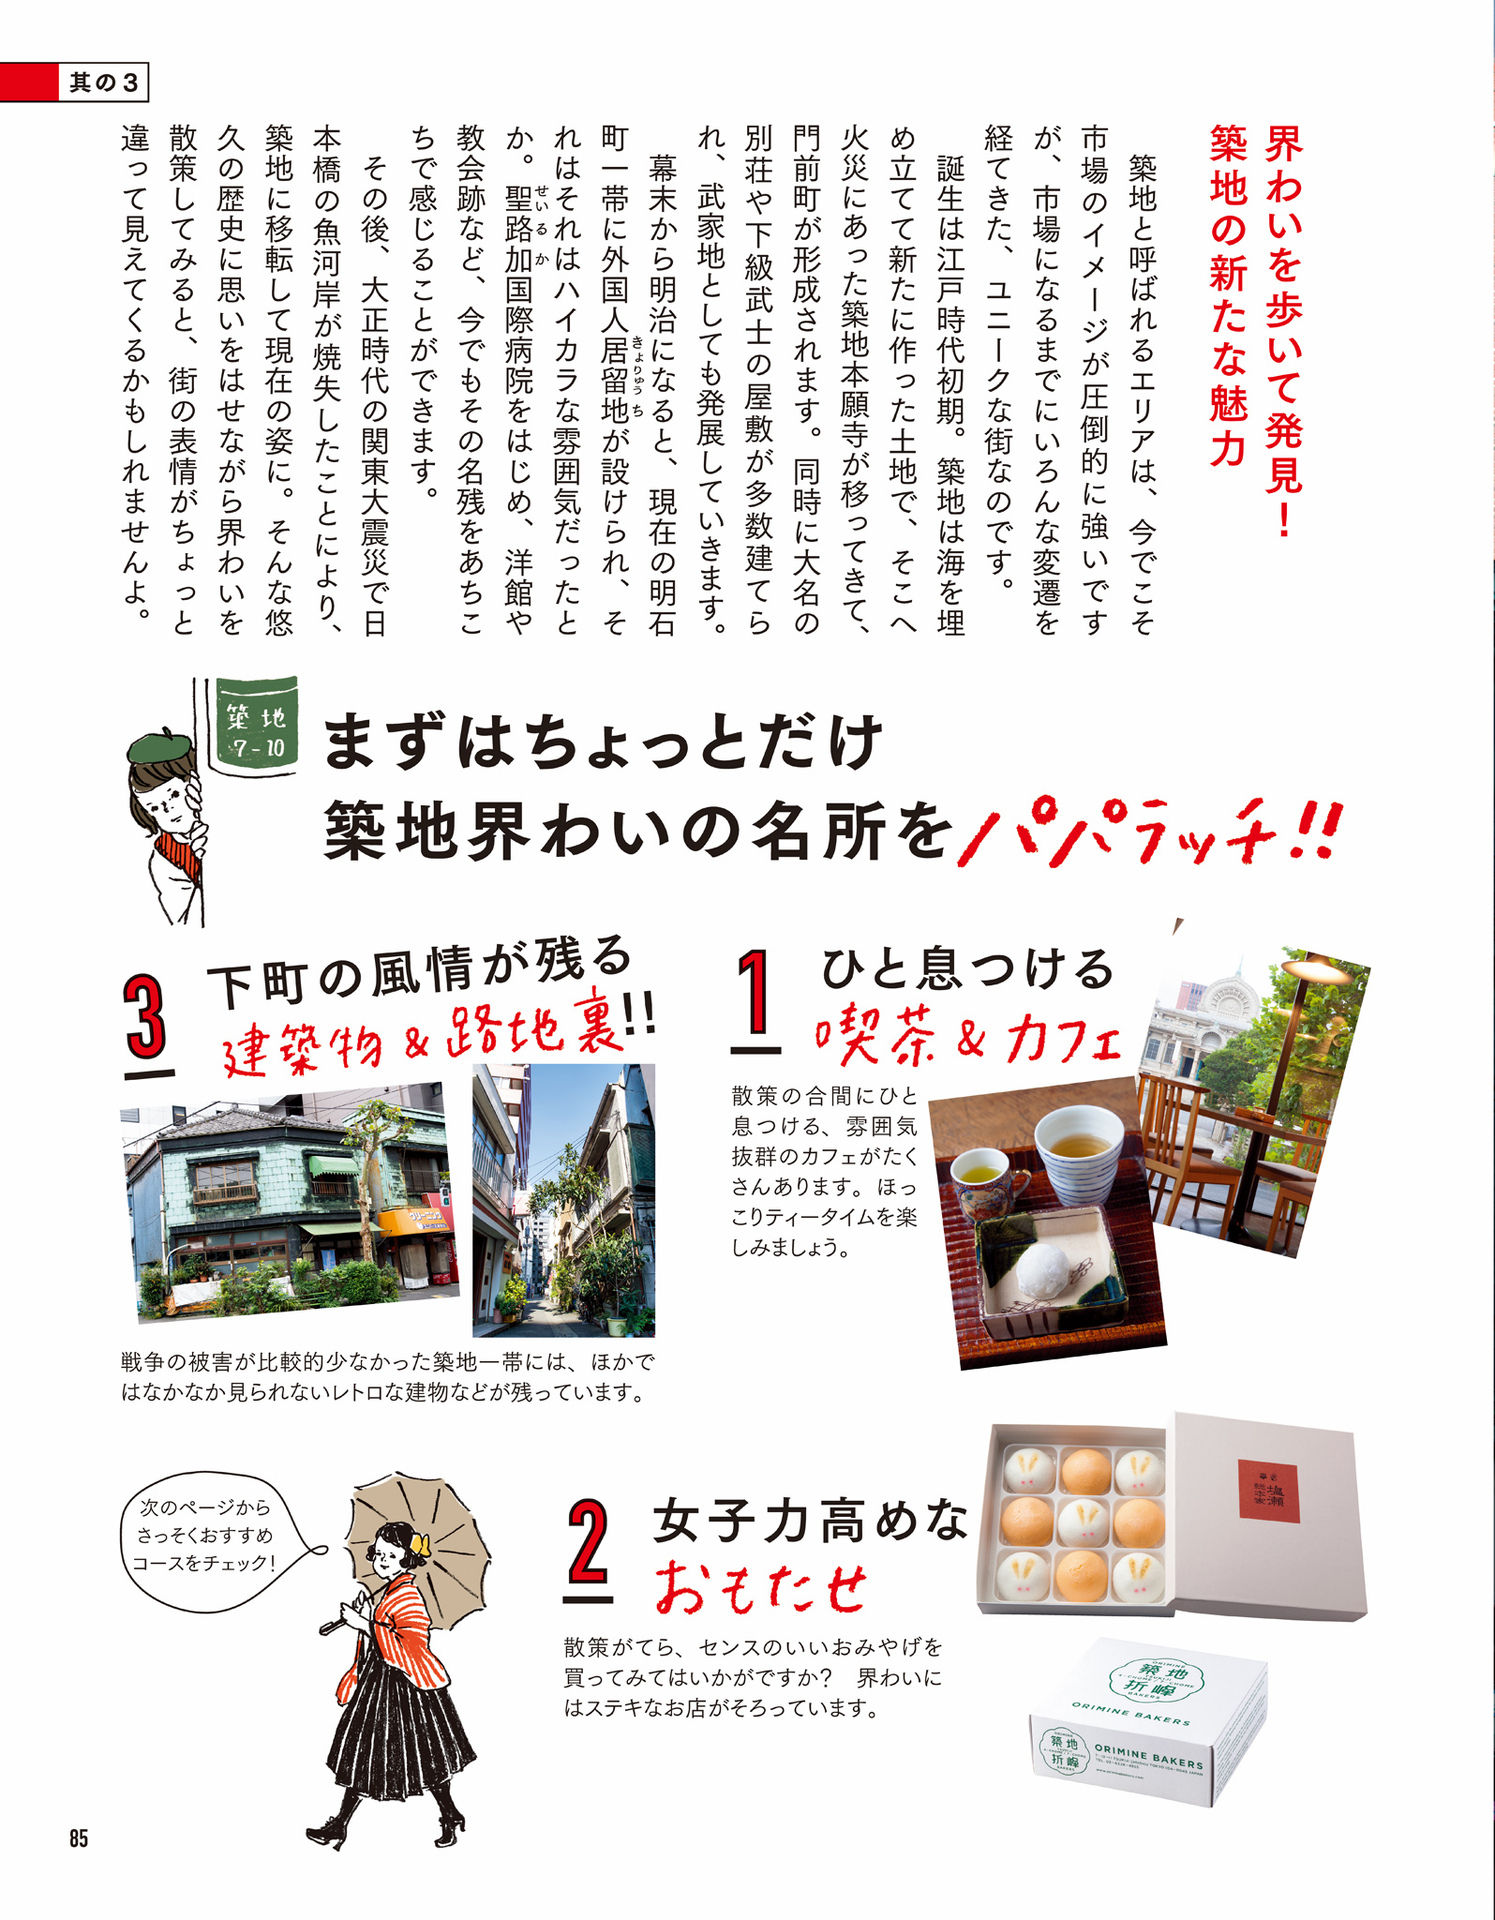 其の3
界わいを歩いて発見！
築地の新たな魅力
築地と呼ばれるエリアは、今でこそ
市場のイメージが圧倒的に強いです
が、市場になるまでにいろんな変遷を
経てきた、ユニークな街なのです。
誕生は江戸時代初期。築地は海を埋
め立てて新たに作った土地で、そこへ
火災にあった築地本願寺が移ってきて、
門前町が形成されます。同時に大名の
別荘や下級武士の屋敷が多数建てら
れ、武家地としても発展していきます。
幕末から明治になると、現在の明石
町一帯に外国人居留地が設けられ、そ
きょりゅうち
れはそれはハイカラな雰囲気だったと
か。聖路加国際病院をはじめ、洋館や
せいるか
教会跡など、今でもその名残をあちこ
ちで感じることができます。
その後、大正時代の関東大震災で日
本橋の魚河岸が焼失したことにより、
築地に移転して現在の姿に。そんな悠
久の歴史に思いをはせながら界わいを
散策してみると、街の表情がちょっと
違って見えてくるかもしれませんよ。
築地
7-10
まずはちょっとだけ
築地界わいの名所をパパラッチ!!
1
ひと息つける
喫茶&カフェ
散策の合間にひと
息つける、雰囲気
抜群のカフェがたく
さんあります。ほっ
こりティータイムを楽
しみましょう。
2
女子力高めな
おもたせ
散策がてら、センスのいいおみやげを
買ってみてはいかがですか？　界わいに
はステキなお店がそろっています。
塩瀬
総本家
ORIMINE
築地
折峰
BAKERS
ORIMINE BAKERS
築地
折峰
BAKERS
ORIMINE BAKERS
3
下町の風情が残る
建築物&路地裏!!
クリーニング
戦争の被害が比較的少なかった築地一帯には、ほかで
はなかなか見られないレトロな建物などが残っています。
次のページから
さっそくおすすめ
コースをチェック！
85